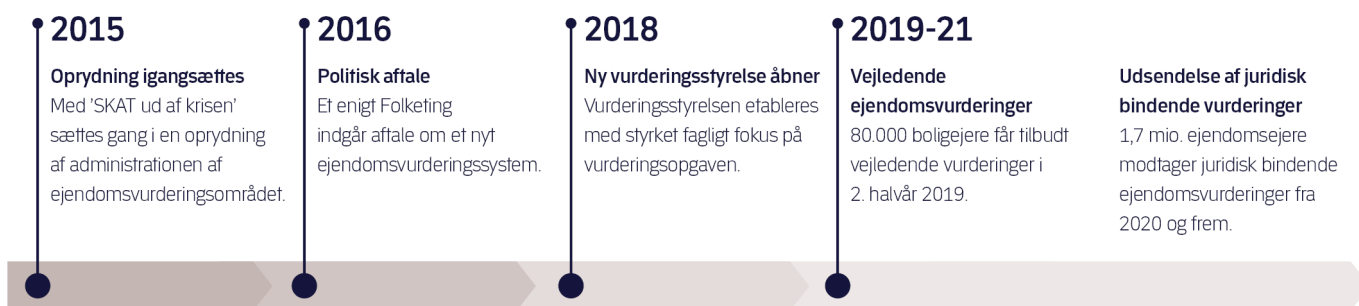 2015
Oprydning igangsættes
Med ’SKAT ud af krisen’
sættes gang i en oprydning
af administrationen af
ejendomsvurderingsområdet.
2016
Politisk aftale
Et enigt Folketing
indgår aftale om et nyt
ejendomsvurderingssystem.
2018
Ny vurderingsstyrelse åbner
Vurderingsstyrelsen etableres
med styrket fagligt fokus på
vurderingsopgaven.
2019-21
Vejledende
ejendomsvurderinger
80.000 boligejere får tilbudt
vejledende vurderinger i
2. halvår 2019.
Udsendelse af juridisk
bindende vurderinger
1,7 mio. ejendomsejere
modtager juridisk bindende
ejendomsvurderinger fra
2020 og frem.